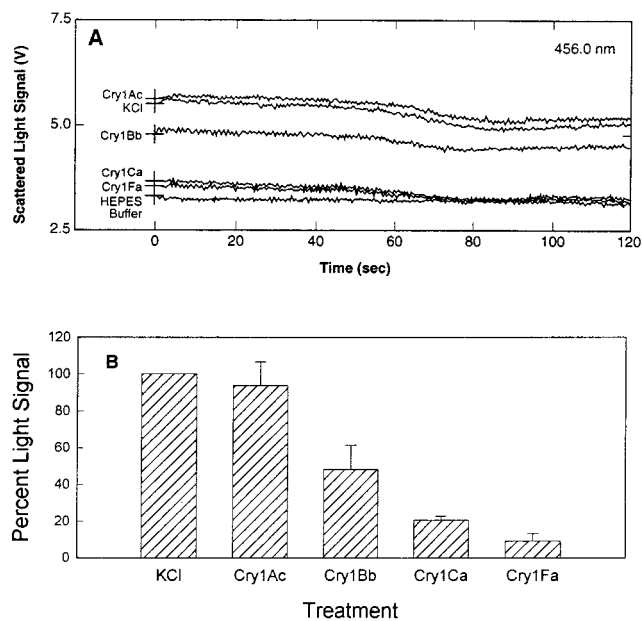 7.5
A
456.0 nm
Scattered Light Signal (V)
Cry1Ac
KCl
5.0
Cry1Bb
Cry1Ca
Cry1Fa
HEPES
Buffer
2.5
0 20 40 60 80 100 120
Time (sec)
120
B
100
80
60
40
20
0
Percent Light Signal
KCl Cry1Ac Cry1Bb Cry1Ca Cry1Fa
Treatment